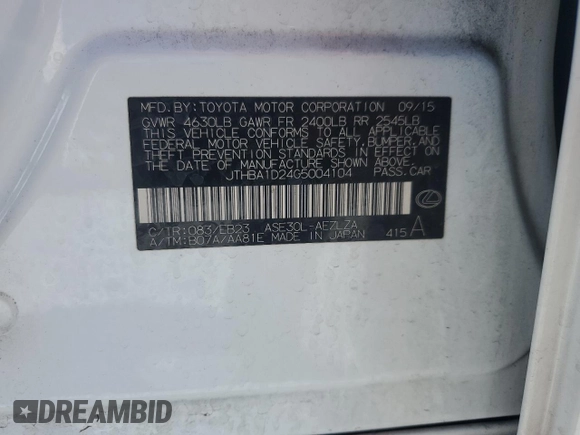 MFD.BY:TOYOTA MOTOR CORPORATION 09/15
GVWR 4630LB GAWR FR 2400LB RR 2545LB
THIS VEHICLE CONFORMS TO ALL APPLICABLE
FEDERAL MOTOR VEHICLE SAFETY,BUMPER,AND
THEFT PREVENTION STANDARDS IN EFFECT ON
THE DATE OF MANUFACTURE SHOWN ABOVE.
JTHBA1D24G5004104 PASS.CAR
C/TR:083/EB23 ASE30L-AEZLZA
A/TM:B07A/AA81E MADE IN JAPAN 415 A
DREAMBID